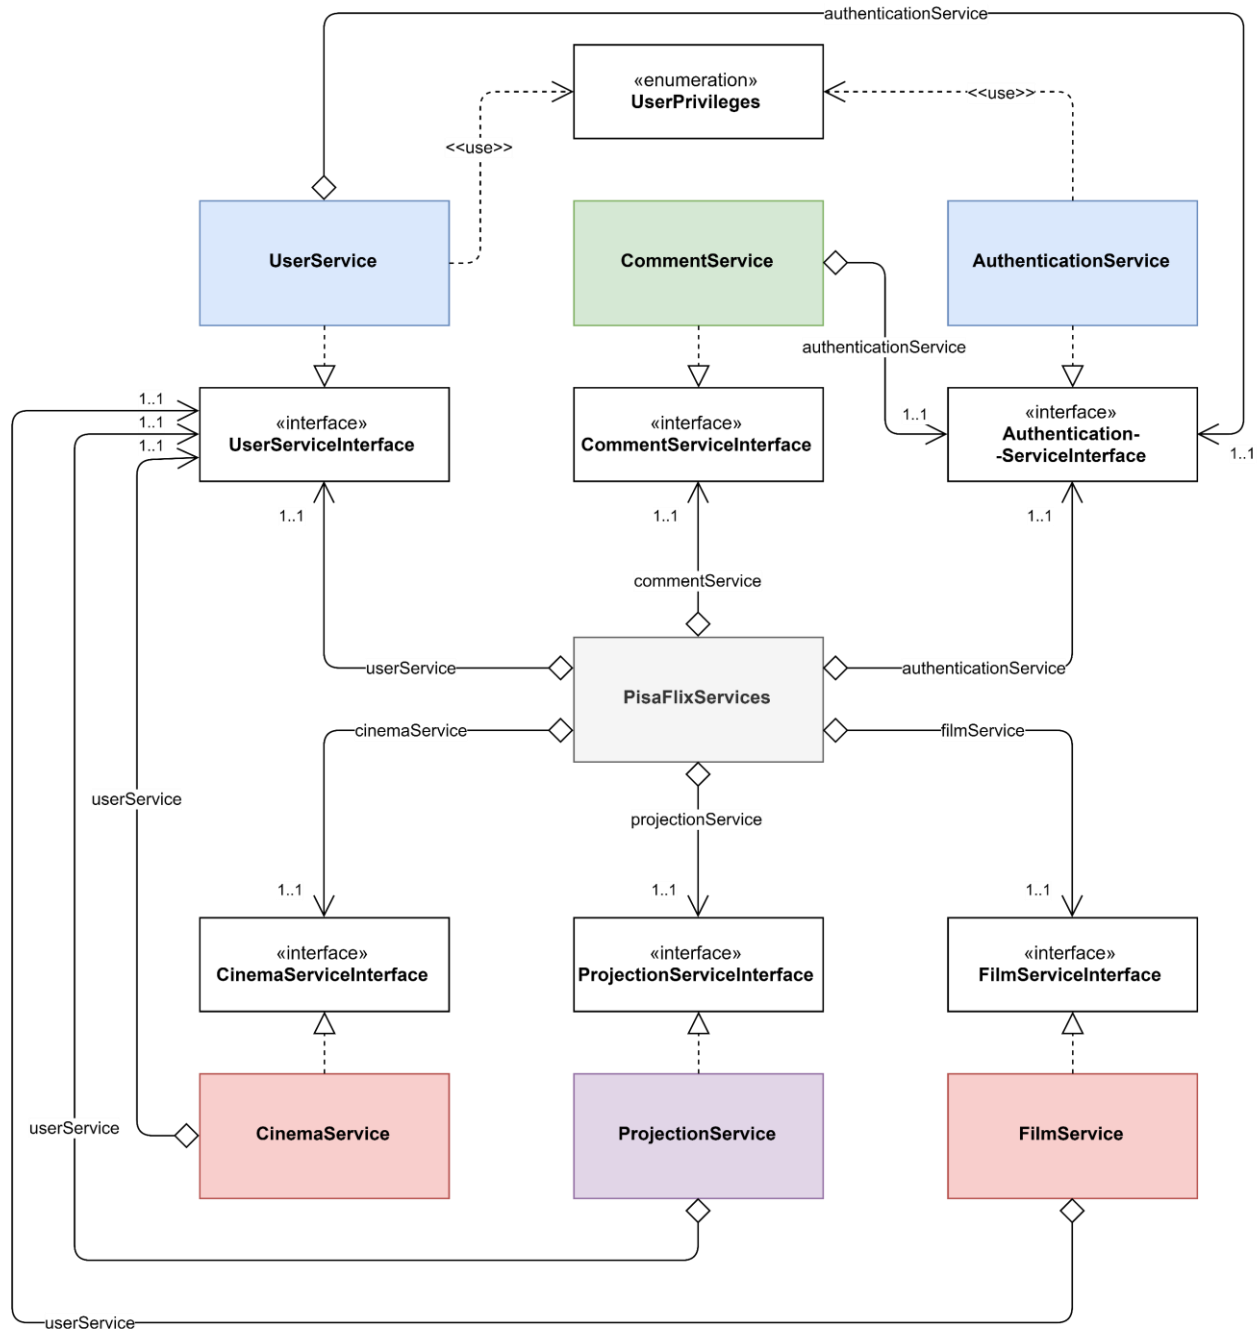 authenticationService
«enumeration»
UserPrivileges
<<use>>
<<use>>
UserService
CommentService
AuthenticationService
authenticationService
1..1
1..1
1..1
«interface»
UserServiceInterface
«interface»
CommentServiceInterface
1..1
«interface»
Authentication-
-ServiceInterface
1..1
1..1
1..1
1..1
commentService
userService
PisaFlixServices
authenticationService
cinemaService
filmService
userService
projectionService
1..1
1..1
1..1
«interface»
CinemaServiceInterface
«interface»
ProjectionServiceInterface
«interface»
FilmServiceInterface
userService
CinemaService
ProjectionService
FilmService
userService